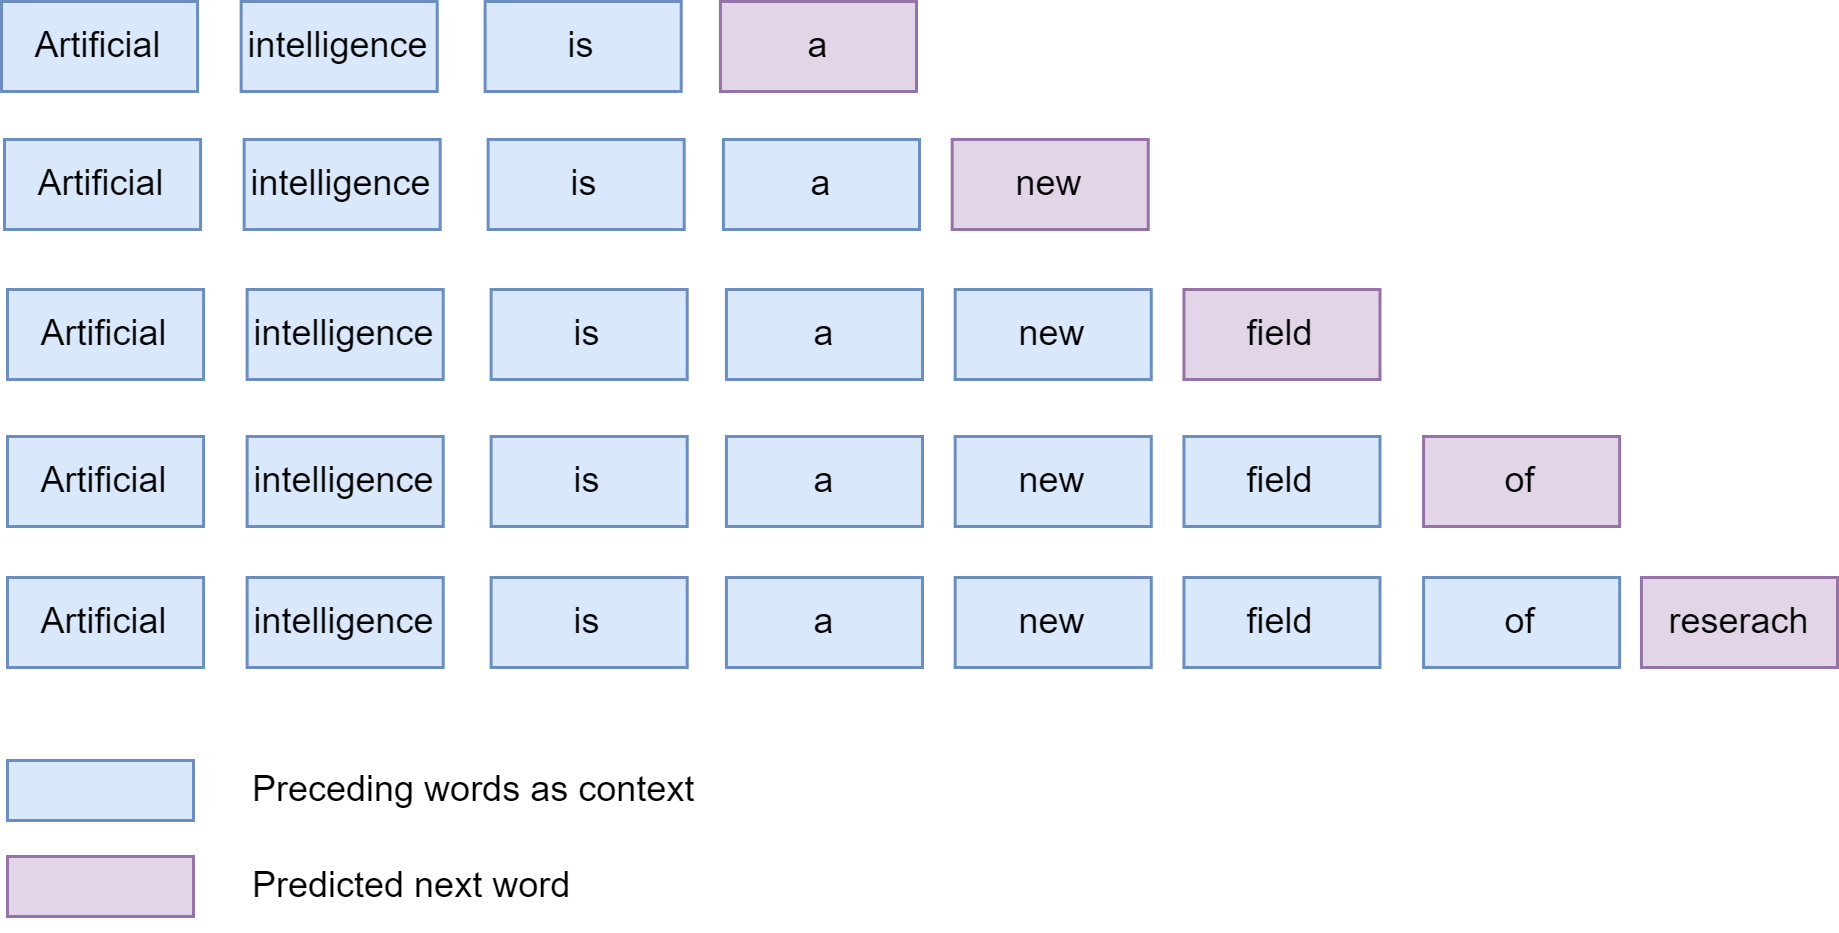 Artificial intelligence is a
Artificial intelligence is a new
Artificial intelligence is a new field
Artificial intelligence is a new field of
Artificial intelligence is a new field of reserach
Preceding words as context
Predicted next word